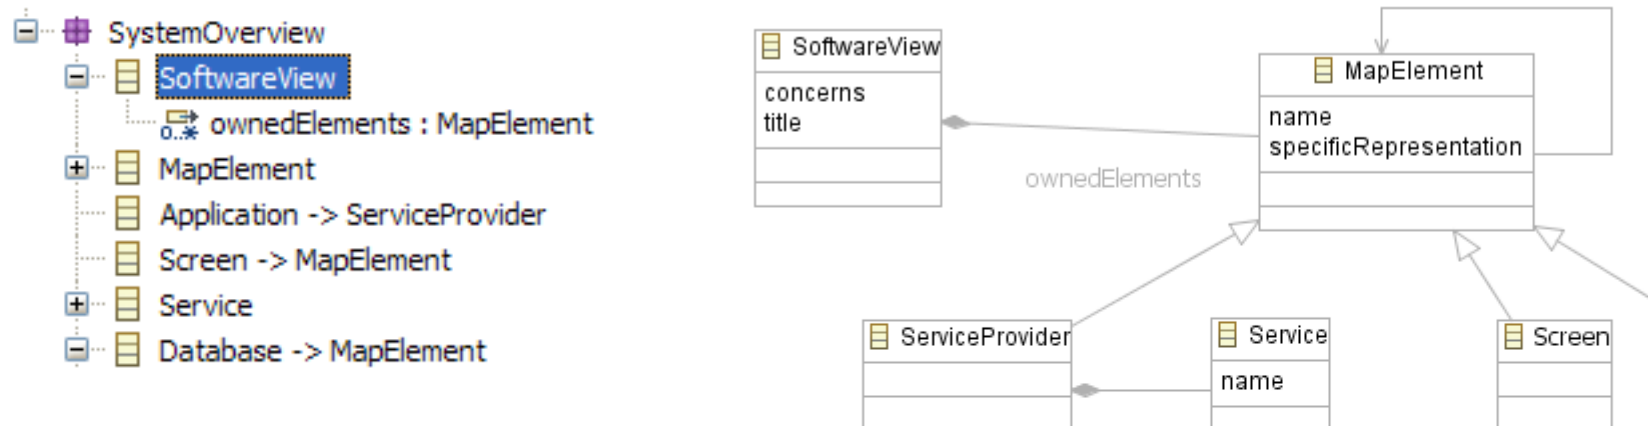 SystemOverview
SoftwareView
ownedElements : MapElement
0..*
MapElement
Application -> ServiceProvider
Screen -> MapElement
Service
Database -> MapElement
SoftwareView
concerns
title
ownedElements
MapElement
name
specificRepresentation
ServiceProvider
Service
name
Screen